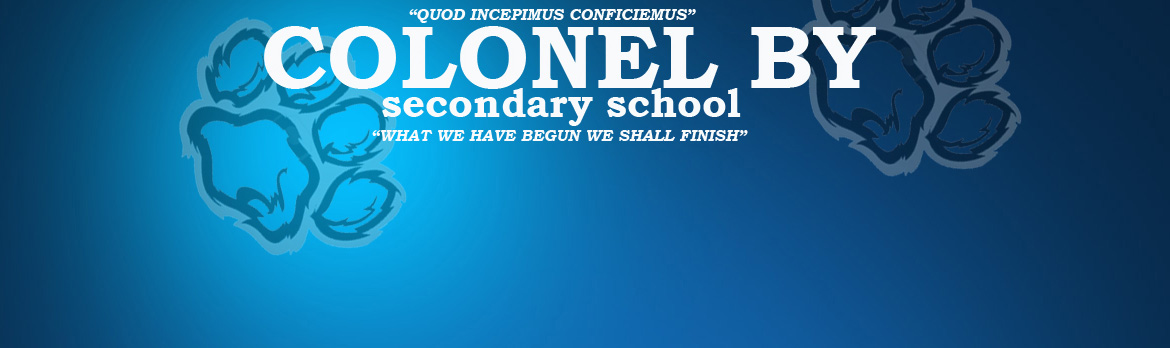 “QUOD INCEPIMUS CONFICIEMUS”
COLONEL BY
secondary school
“WHAT WE HAVE BEGUN WE SHALL FINISH”